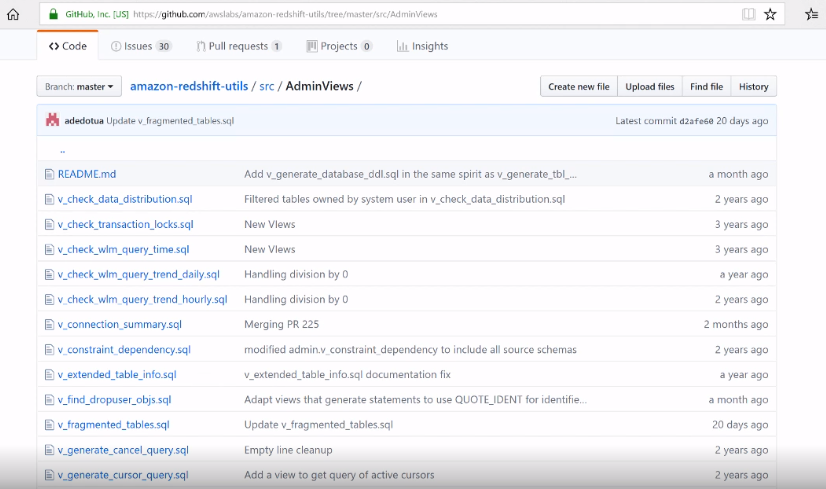 GitHub, Inc. [US] https://github.com/awslabs/amazon-redshift-utils/tree/master/src/AdminViews
Code Issues 30 Pull requests 1 Projects 0 Insights
Branch: master amazon-redshift-utils / src / AdminViews / Create new file Upload files Find file History
adedotua Update v_fragmented_tables.sql Latest commit d2afe60 20 days ago
..
README.md Add v_generate_database_ddl.sql in the same spirit as v_generate_tbl_... a month ago
v_check_data_distribution.sql Filtered tables owned by system user in v_check_data_distribution.sql 2 years ago
v_check_transaction_locks.sql New VIews 3 years ago
v_check_wlm_query_time.sql New VIews 3 years ago
v_check_wlm_query_trend_daily.sql Handling division by 0 a year ago
v_check_wlm_query_trend_hourly.sql Handling division by 0 2 years ago
v_connection_summary.sql Merging PR 225 2 months ago
v_constraint_dependency.sql modified admin.v_constraint_dependency to include all source schemas 2 years ago
v_extended_table_info.sql v_extended_table_info.sql documentation fix a year ago
v_find_dropuser_objs.sql Adapt views that generate statements to use QUOTE_IDENT for identifie... a month ago
v_fragmented_tables.sql Update v_fragmented_tables.sql 20 days ago
v_generate_cancel_query.sql Empty line cleanup 2 years ago
v_generate_cursor_query.sql Add a view to get query of active cursors 2 years ago